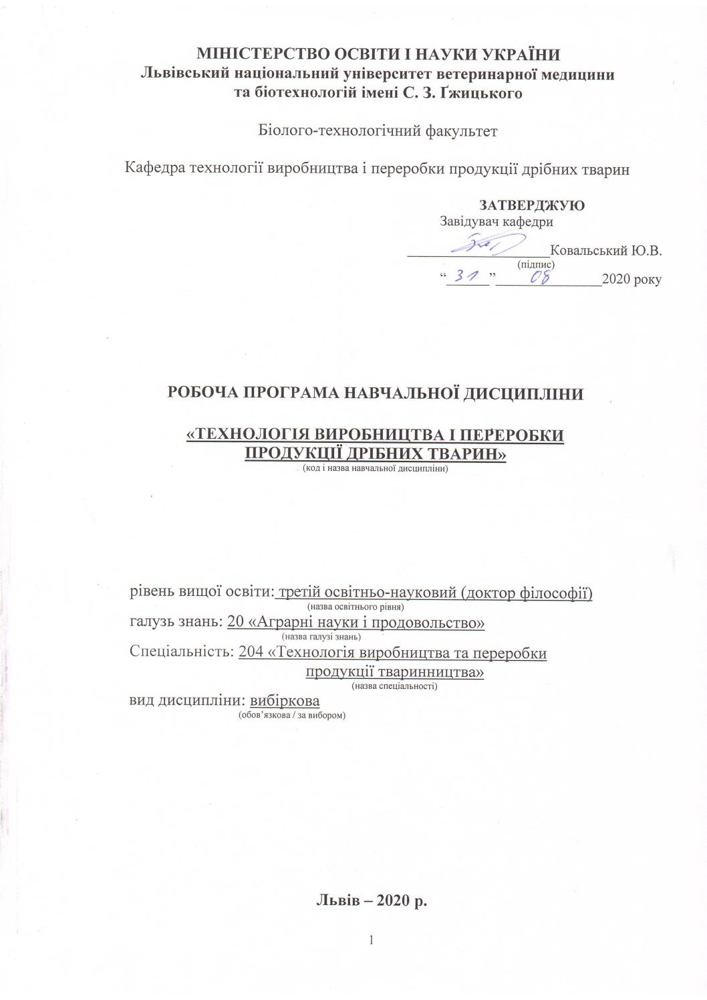 МІНІСТЕРСТВО ОСВІТИ І НАУКИ УКРАЇНИ
Львівський національний університет ветеринарної медицини
та біотехнологій імені С. З. Ґжицького
Біолого-технологічний факультет
Кафедра технології виробництва і переробки продукції дрібних тварин
ЗАТВЕРДЖУЮ
Завідувач кафедри
____________________Ковальський Ю.В.
(підпис)
“ 31 ” 08 2020 року
РОБОЧА ПРОГРАМА НАВЧАЛЬНОЇ ДИСЦИПЛІНИ
«ТЕХНОЛОГІЯ ВИРОБНИЦТВА І ПЕРЕРОБКИ
ПРОДУКЦІЇ ДРІБНИХ ТВАРИН»
(код і назва навчальної дисципліни)
рівень вищої освіти: третій освітньо-науковий (доктор філософії)
(назва освітнього рівня)
галузь знань: 20 «Аграрні науки і продовольство»
(назва галузі знань)
Спеціальність: 204 «Технологія виробництва та переробки
продукції тваринництва»
(назва спеціальності)
вид дисципліни: вибіркова
(обов’язкова / за вибором)
Львів – 2020 р.
1